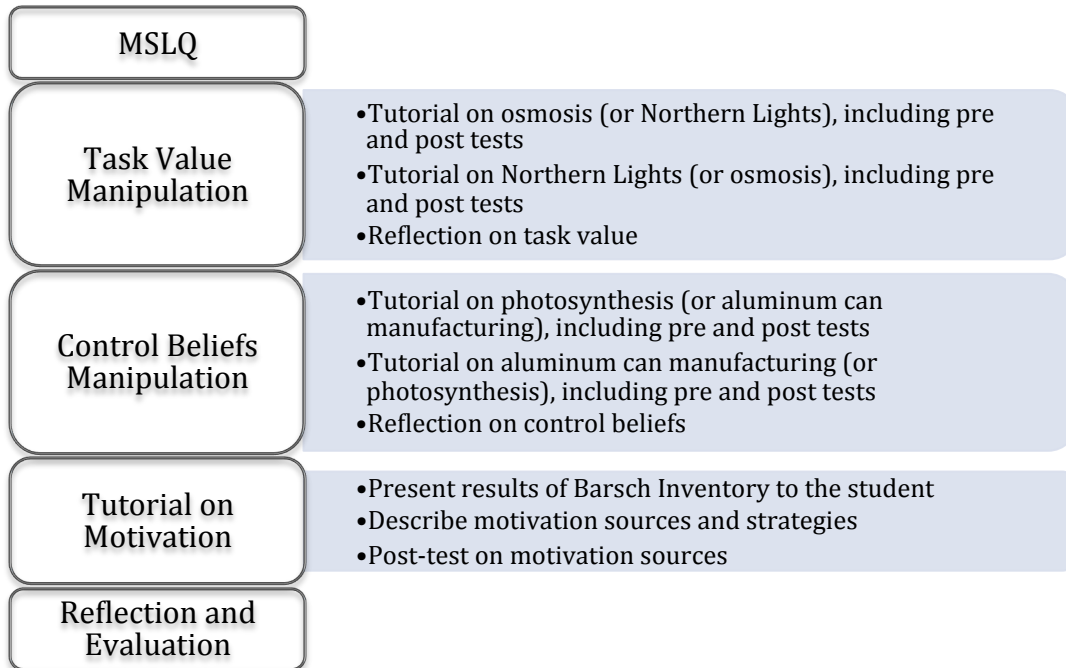 MSLQ
Task Value
Manipulation
•Tutorial on osmosis (or Northern Lights), including pre
and post tests
•Tutorial on Northern Lights (or osmosis), including pre
and post tests
•Reflection on task value
Control Beliefs
Manipulation
•Tutorial on photosynthesis (or aluminum can
manufacturing), including pre and post tests
•Tutorial on aluminum can manufacturing (or
photosynthesis), including pre and post tests
•Reflection on control beliefs
Tutorial on
Motivation
•Present results of Barsch Inventory to the student
•Describe motivation sources and strategies
•Post-test on motivation sources
Reflection and
Evaluation